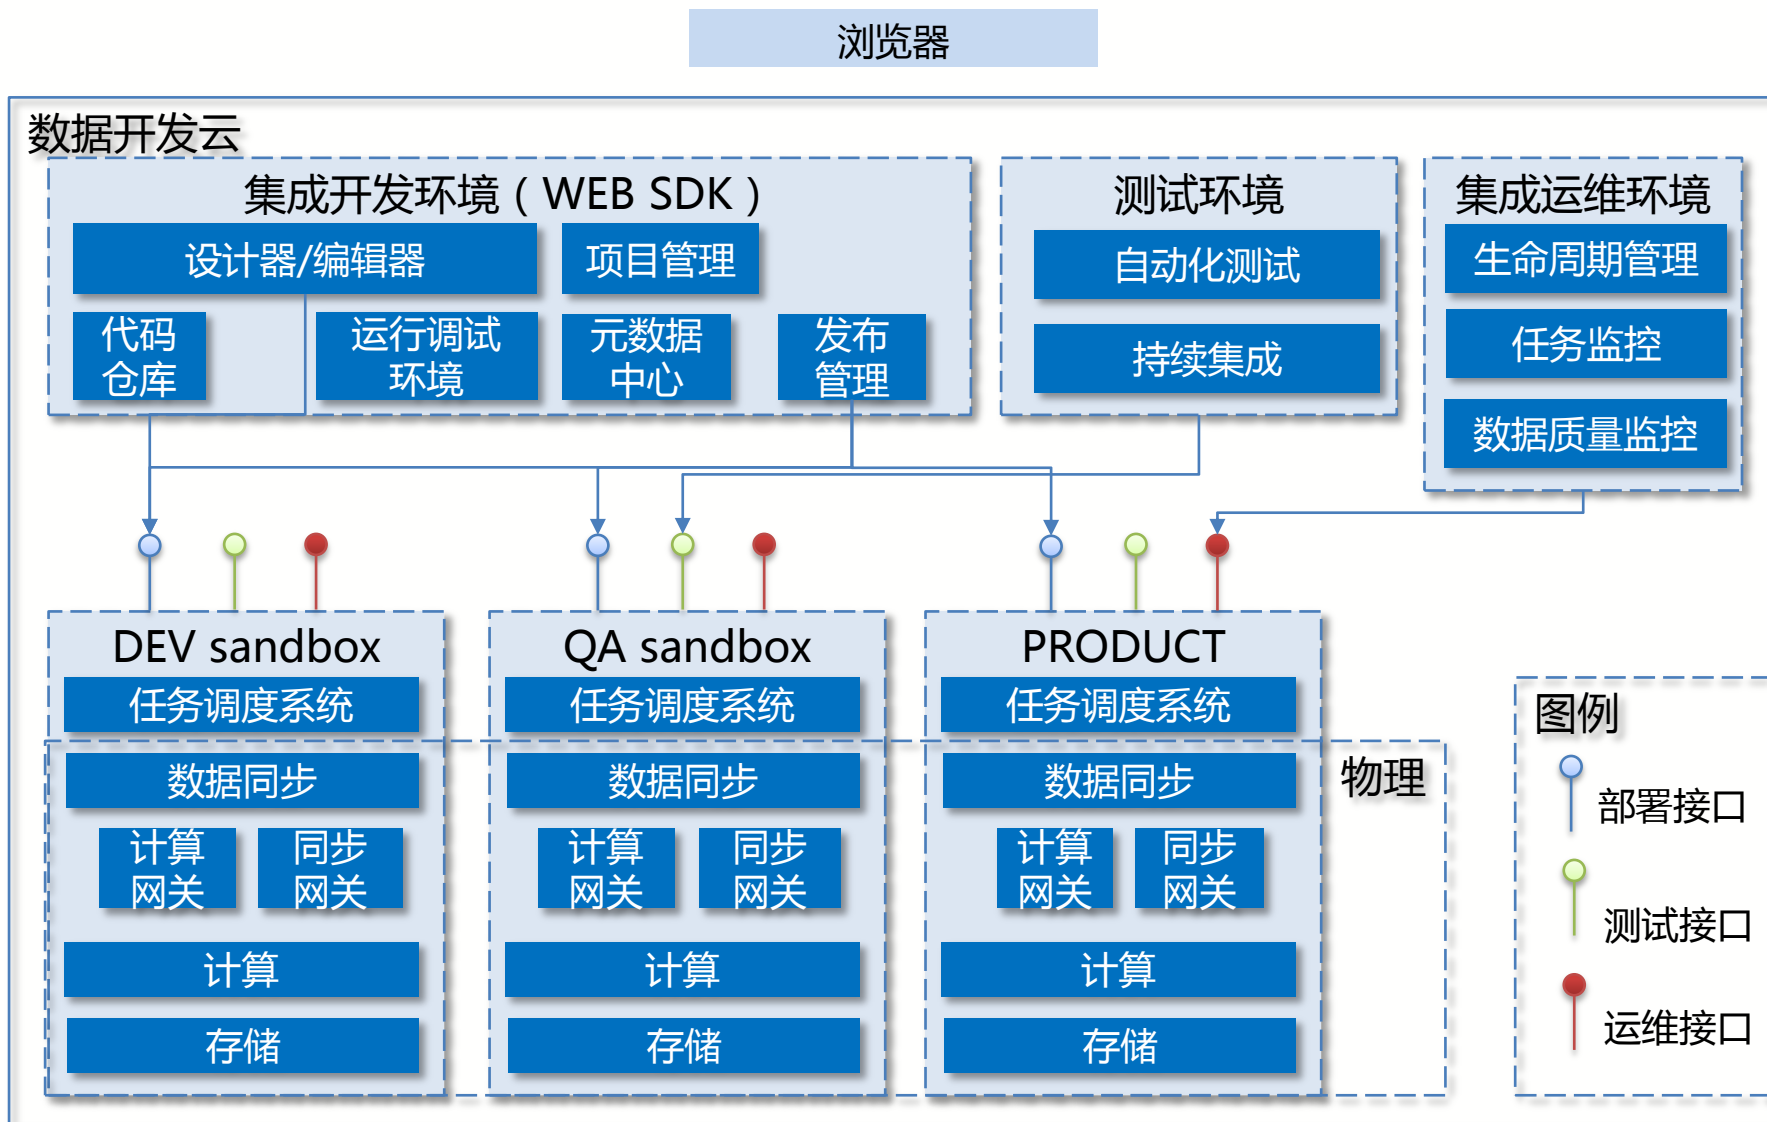 浏览器
数据开发云
集成开发环境（WEB SDK）
设计器/编辑器
项目管理
代码
仓库
运行调试
环境
元数据
中心
发布
管理
测试环境
自动化测试
持续集成
集成运维环境
生命周期管理
任务监控
数据质量监控
DEV sandbox
任务调度系统
数据同步
计算
网关
同步
网关
计算
存储
QA sandbox
任务调度系统
数据同步
计算
网关
同步
网关
计算
存储
PRODUCT
任务调度系统
数据同步
计算
网关
同步
网关
计算
存储
物理
图例
部署接口
测试接口
运维接口